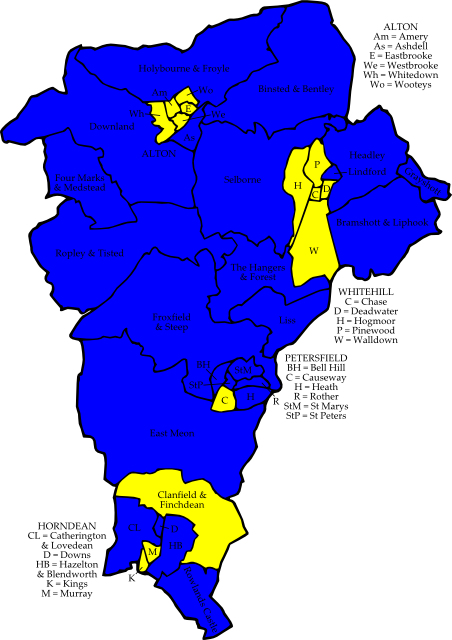 ALTON
Am = Amery
As = Ashdell
E = Eastbrooke
We = Westbrooke
Wh = Whitedown
Wo = Wooteys
Holybourne & Froyle
Binsted & Bentley
Am
Wo
E
Wh
We
As
Downland
ALTON
Four Marks
& Medstead
Selborne
Headley
Lindford
Grayshott
P
H
D
C
W
Bramshott & Liphook
Ropley & Tisted
The Hangers
& Forest
Liss
Froxfield
& Steep
WHITEHILL
C = Chase
D = Deadwater
H = Hogmoor
P = Pinewood
W = Walldown
BH
StM
StP
C
H
R
PETERSFIELD
BH = Bell Hill
C = Causeway
H = Heath
R = Rother
StM = St Marys
StP = St Peters
East Meon
Clanfield &
Finchdean
CL
D
HB
M
K
Rowlands Castle
HORNDEAN
CL = Catherington
& Lovedean
D = Downs
HB = Hazelton
& Blendworth
K = Kings
M = Murray